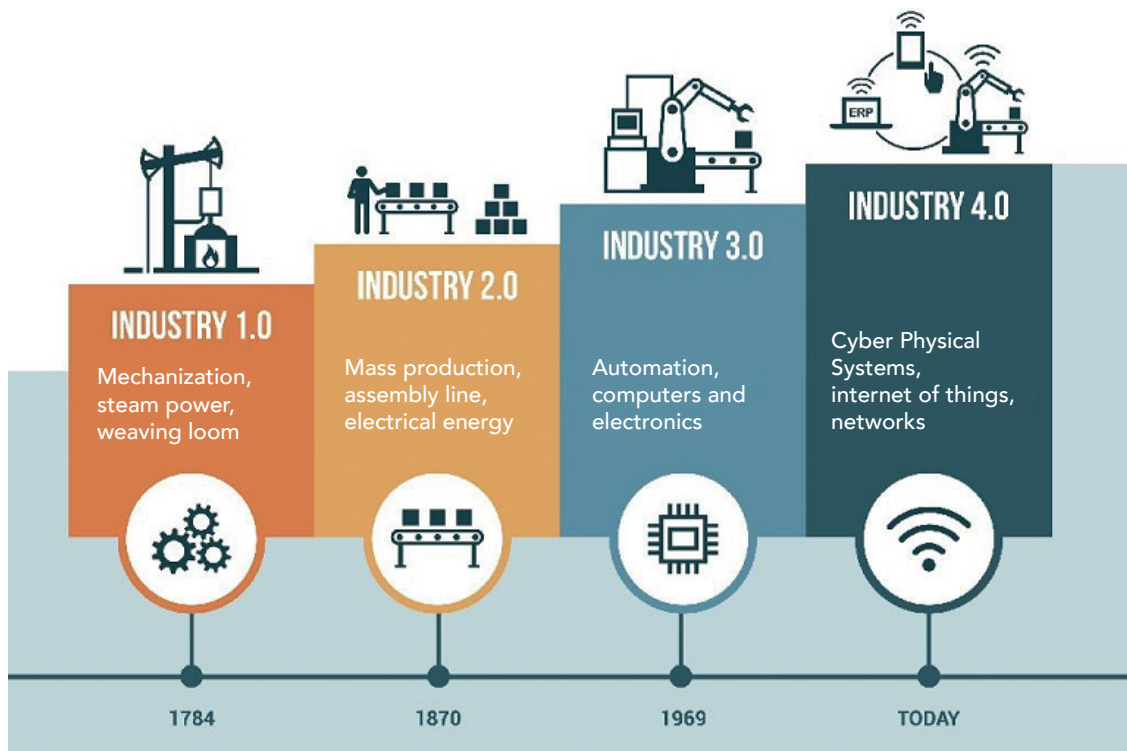 ERP
INDUSTRY 1.0
Mechanization,
steam power,
weaving loom
INDUSTRY 2.0
Mass production,
assembly line,
electrical energy
INDUSTRY 3.0
Automation,
computers and
electronics
INDUSTRY 4.0
Cyber Physical
Systems,
internet of things,
networks
1784
1870
1969
TODAY